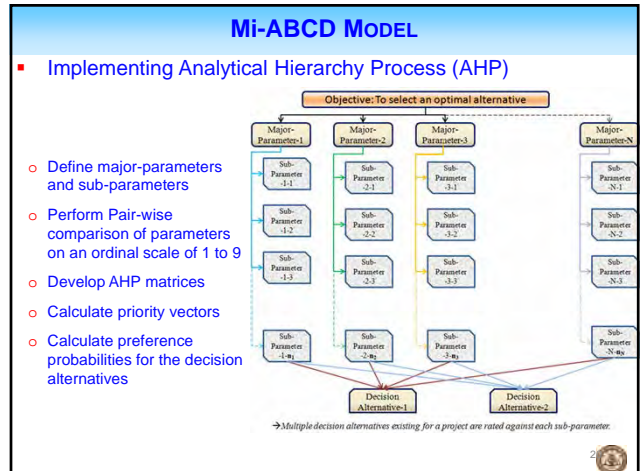 Mi-ABCD MODEL
Implementing Analytical Hierarchy Process (AHP)
Define major-parameters
and sub-parameters
Perform Pair-wise
comparison of parameters
on an ordinal scale of 1 to 9
Develop AHP matrices
Calculate priority vectors
Calculate preference
probabilities for the decision
alternatives
Objective: To select an optimal alternative
Major-
Parameter-1
Major-
Parameter-2
Major-
Parameter-3
Major-
Parameter-N
Sub-
Parameter
-1-1
Sub-
Parameter
-2-1
Sub-
Parameter
-3-1
Sub-
Parameter
-N-1
Sub-
Parameter
-1-2
Sub-
Parameter
-2-2
Sub-
Parameter
-3-2
Sub-
Parameter
-N-2
Sub-
Parameter
-1-3
Sub-
Parameter
-2-3
Sub-
Parameter
-3-3
Sub-
Parameter
-N-3
Sub-
Parameter
-1-n1
Sub-
Parameter
-2-n2
Sub-
Parameter
-3-n3
Sub-
Parameter
-N-nN
Decision
Alternative-1
Decision
Alternative-2
→Multiple decision alternatives existing for a project are rated against each sub-parameter.